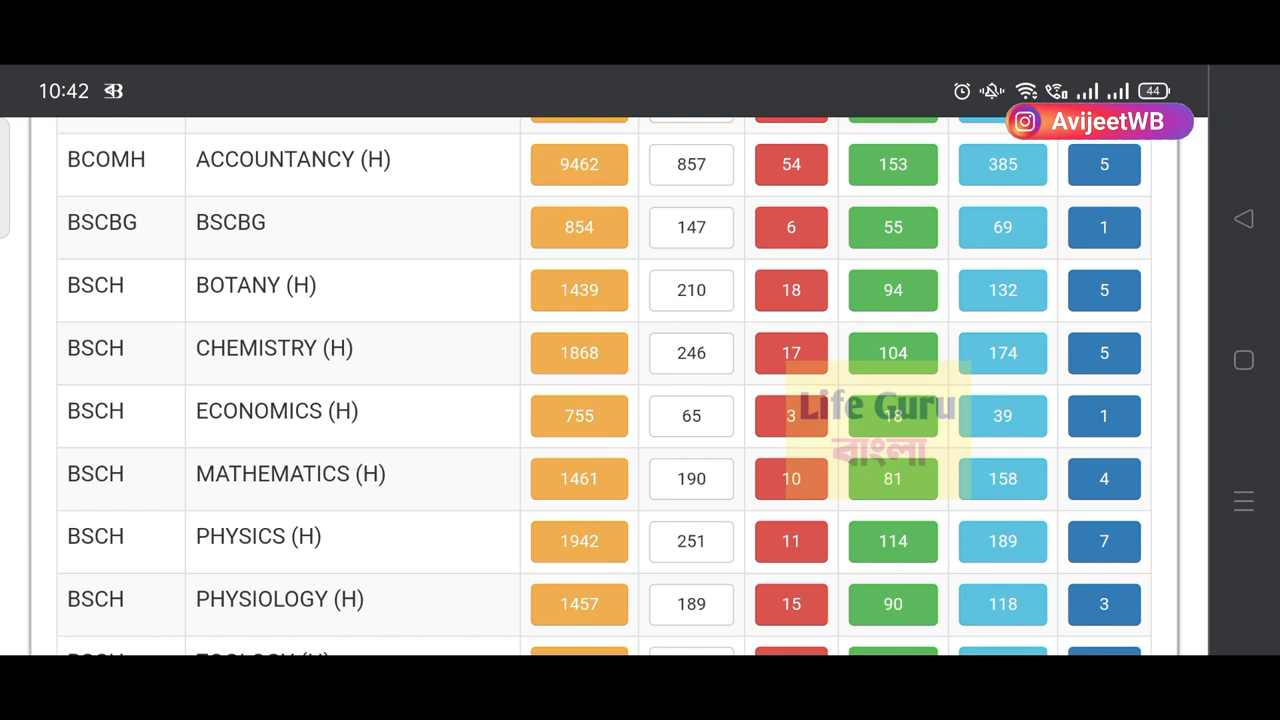 10:42
44
AvijeetWB
BCOMH ACCOUNTANCY (H) 9462 857 54 153 385 5
BSCBG BSCBG 854 147 6 55 69 1
BSCH BOTANY (H) 1439 210 18 94 132 5
BSCH CHEMISTRY (H) 1868 246 17 104 174 5
BSCH ECONOMICS (H) 755 65 3 18 39 1
Life Guru
বাংলা
BSCH MATHEMATICS (H) 1461 190 10 81 158 4
BSCH PHYSICS (H) 1942 251 11 114 189 7
BSCH PHYSIOLOGY (H) 1457 189 15 90 118 3